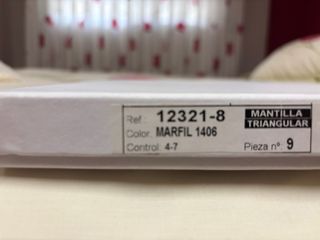 Ref.: 12321-8 MANTILLA TRIANGULAR
Color: MARFIL 1406
Control: 4-7 Pieza nº: 9